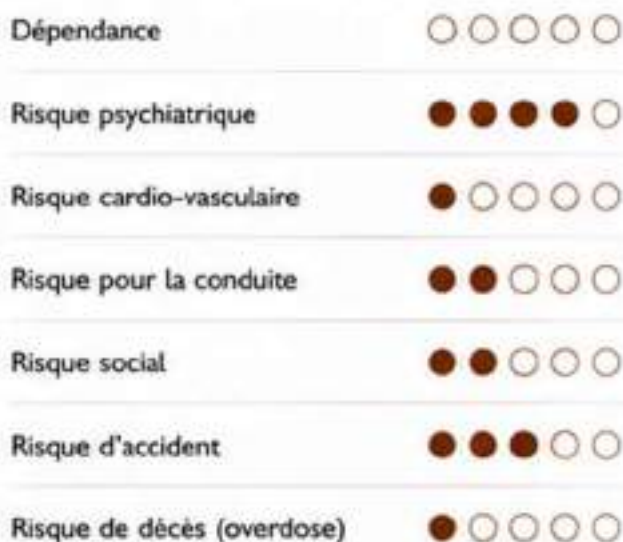 Dépendance
Risque psychiatrique
Risque cardio-vasculaire
Risque pour la conduite
Risque social
Risque d'accident
Risque de décès (overdose)